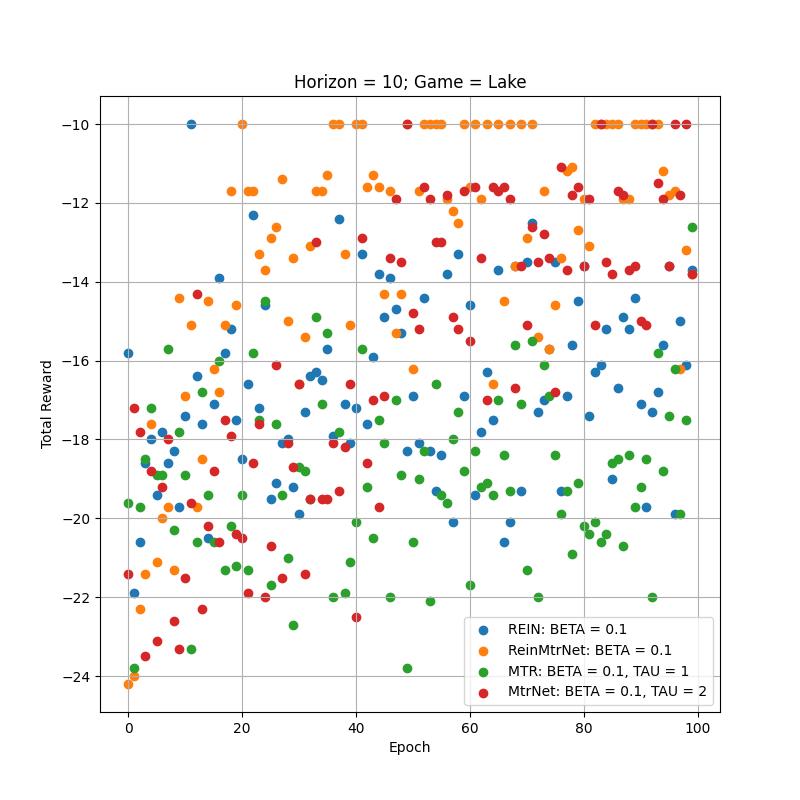 Horizon = 10; Game = Lake
Total Reward
−10
−12
−14
−16
−18
−20
−22
−24
REIN: BETA = 0.1
ReinMtrNet: BETA = 0.1
MTR: BETA = 0.1, TAU = 1
MtrNet: BETA = 0.1, TAU = 2
0 20 40 60 80 100
Epoch